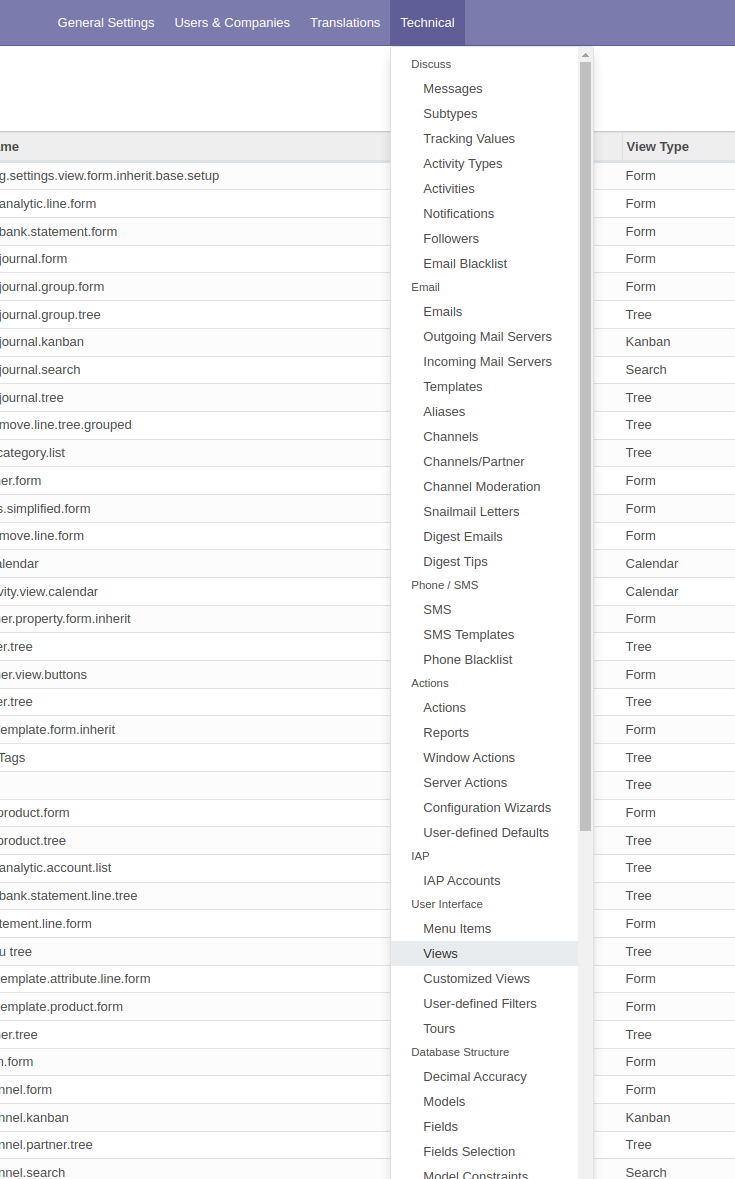 General Settings Users & Companies Translations Technical
Discuss
Messages
Subtypes
Tracking Values
Activity Types
Activities
Notifications
Followers
Email Blacklist
Email
Emails
Outgoing Mail Servers
Incoming Mail Servers
Templates
Aliases
Channels
Channels/Partner
Channel Moderation
Snailmail Letters
Digest Emails
Digest Tips
Phone / SMS
SMS
SMS Templates
Phone Blacklist
Actions
Actions
Reports
Window Actions
Server Actions
Configuration Wizards
User-defined Defaults
IAP
IAP Accounts
User Interface
Menu Items
Views
Customized Views
User-defined Filters
Tours
Database Structure
Decimal Accuracy
Models
Fields
Fields Selection
Model Constraints
me View Type
g.settings.view.form.inherit.base.setup Form
analytic.line.form Form
bank.statement.form Form
journal.form Form
journal.group.form Form
journal.group.tree Tree
journal.kanban Kanban
journal.search Search
journal.tree Tree
move.line.tree.grouped Tree
category.list Tree
er.form Form
s.simplified.form Form
move.line.form Form
alendar Calendar
vity.view.calendar Calendar
er.property.form.inherit Form
er.tree Tree
er.view.buttons Form
er.tree Tree
emplate.form.inherit Form
Tags Tree
Tree
product.form Form
product.tree Tree
analytic.account.list Tree
bank.statement.line.tree Tree
tement.line.form Form
u tree Tree
emplate.attribute.line.form Form
emplate.product.form Form
er.tree Tree
n.form Form
nnel.form Form
nnel.kanban Kanban
nnel.partner.tree Tree
nnel.search Search